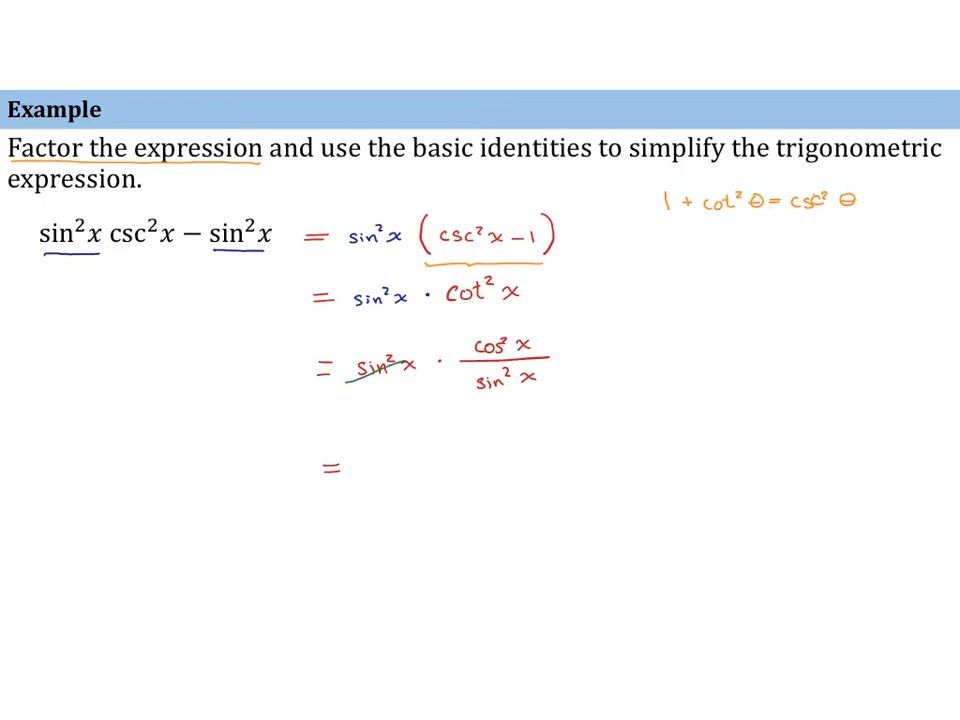 Example
Factor the expression and use the basic identities to simplify the trigonometric
expression.
1 + cot² θ = csc² θ
sin²x csc²x − sin²x = sin²x (csc²x − 1)
= sin²x · cot²x
= sin²x · cos²x / sin²x
=